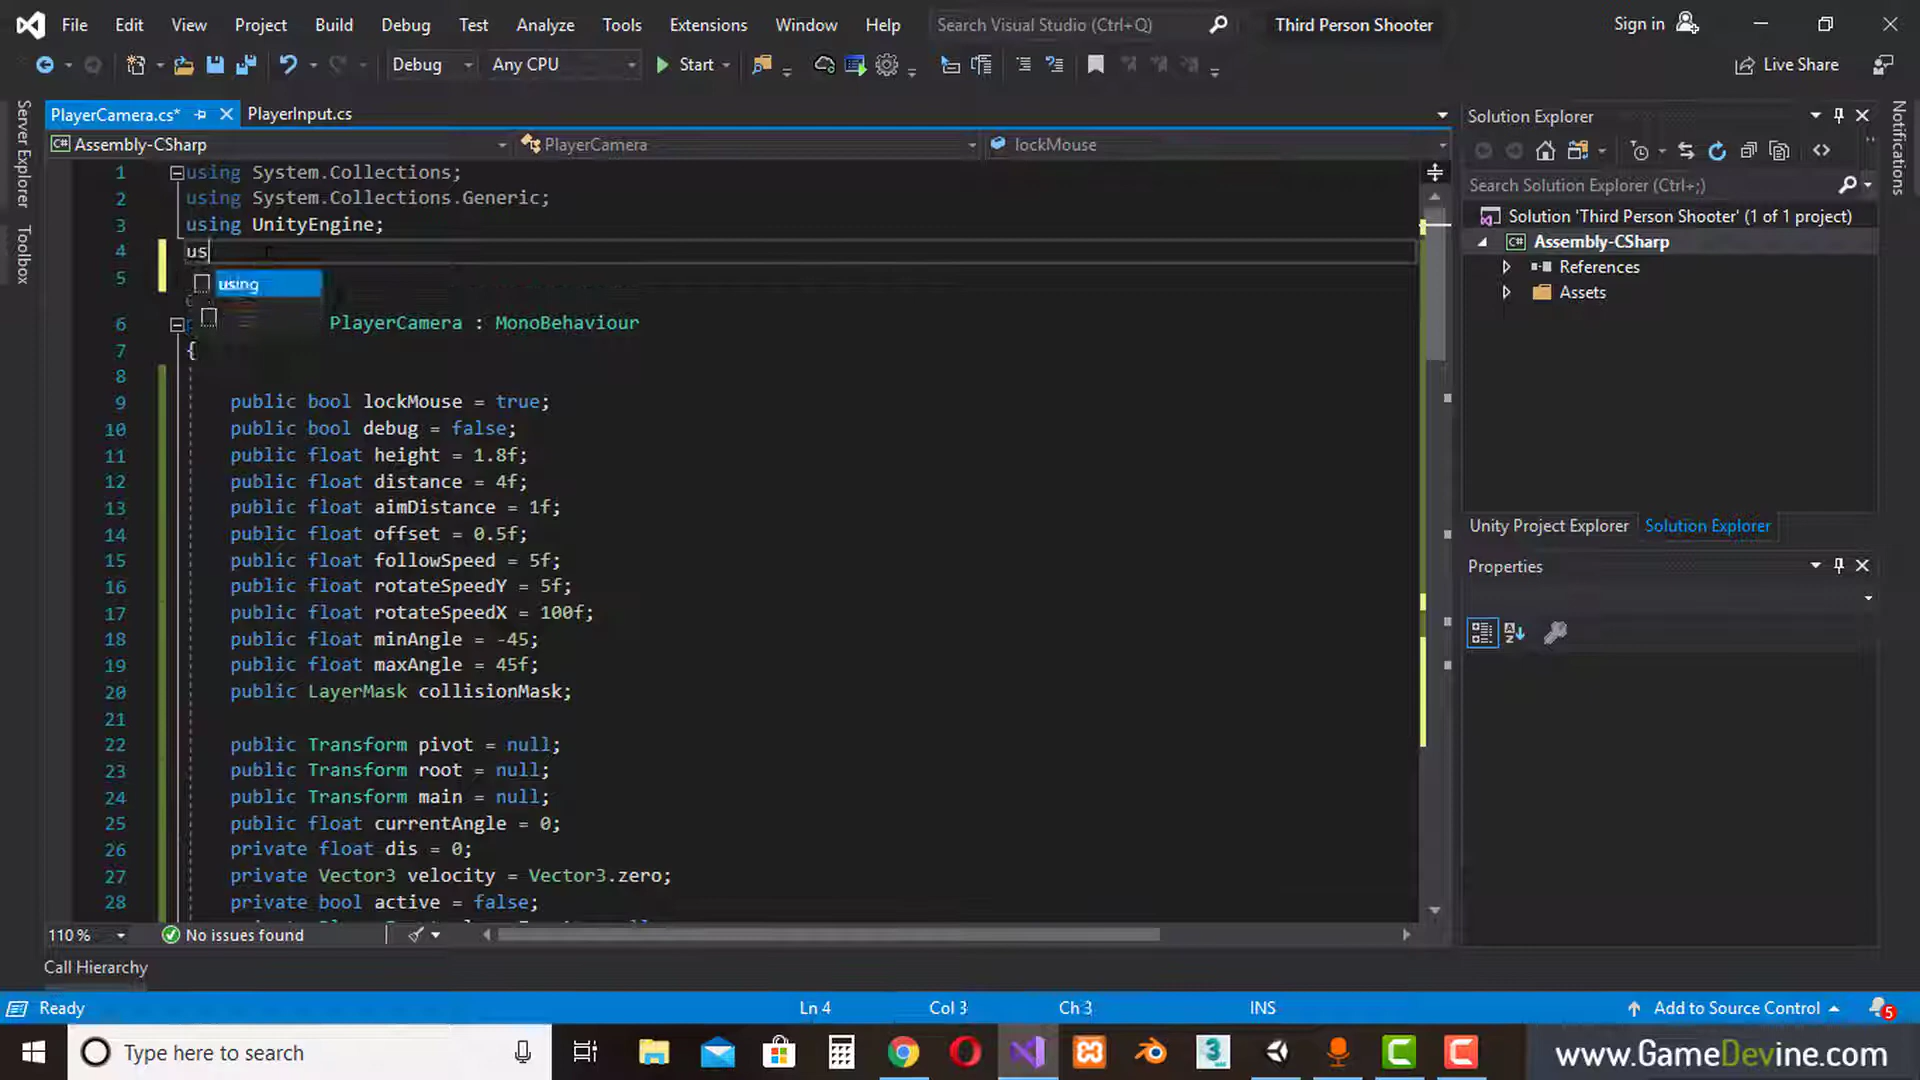 File Edit View Project Build Debug Test Analyze Tools Extensions Window Help Search Visual Studio (Ctrl+Q) Third Person Shooter Sign in
Debug Any CPU Start Live Share
PlayerCamera.cs* PlayerInput.cs
Assembly-CSharp PlayerCamera lockMouse
Server Explorer
Toolbox
1 using System.Collections;
2 using System.Collections.Generic;
3 using UnityEngine;
4 us
5
using
6 PlayerCamera : MonoBehaviour
7 {
8
9 public bool lockMouse = true;
10 public bool debug = false;
11 public float height = 1.8f;
12 public float distance = 4f;
13 public float aimDistance = 1f;
14 public float offset = 0.5f;
15 public float followSpeed = 5f;
16 public float rotateSpeedY = 5f;
17 public float rotateSpeedX = 100f;
18 public float minAngle = -45;
19 public float maxAngle = 45f;
20 public LayerMask collisionMask;
21
22 public Transform pivot = null;
23 public Transform root = null;
24 public Transform main = null;
25 public float currentAngle = 0;
26 private float dis = 0;
27 private Vector3 velocity = Vector3.zero;
28 private bool active = false;
110 % No issues found
Call Hierarchy
Solution Explorer
Search Solution Explorer (Ctrl+;)
Solution 'Third Person Shooter' (1 of 1 project)
C# Assembly-CSharp
References
Assets
Unity Project Explorer Solution Explorer
Properties
Notifications
Ready Ln 4 Col 3 Ch 3 INS Add to Source Control 5
Type here to search
www.GameDevine.com